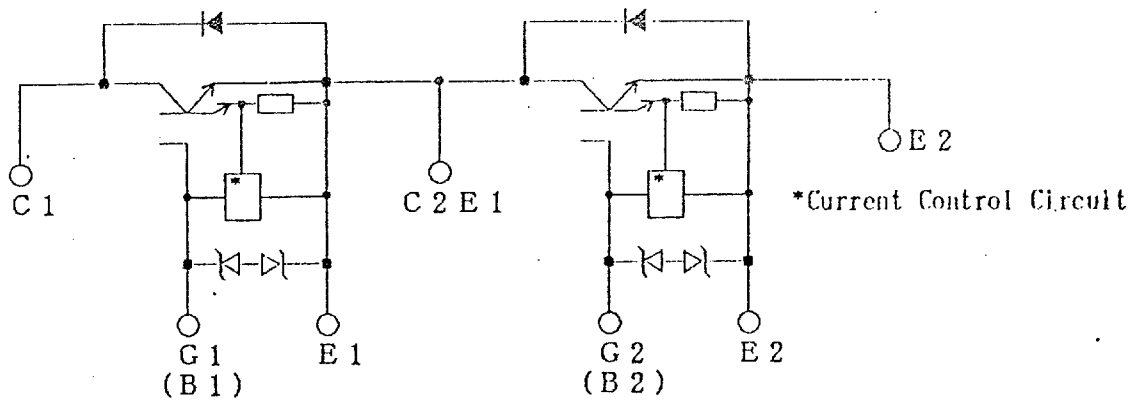 E 2
C 1
C 2 E 1
*
*
*Current Control Circuit
G 1
(B 1)
E 1
G 2
(B 2)
E 2